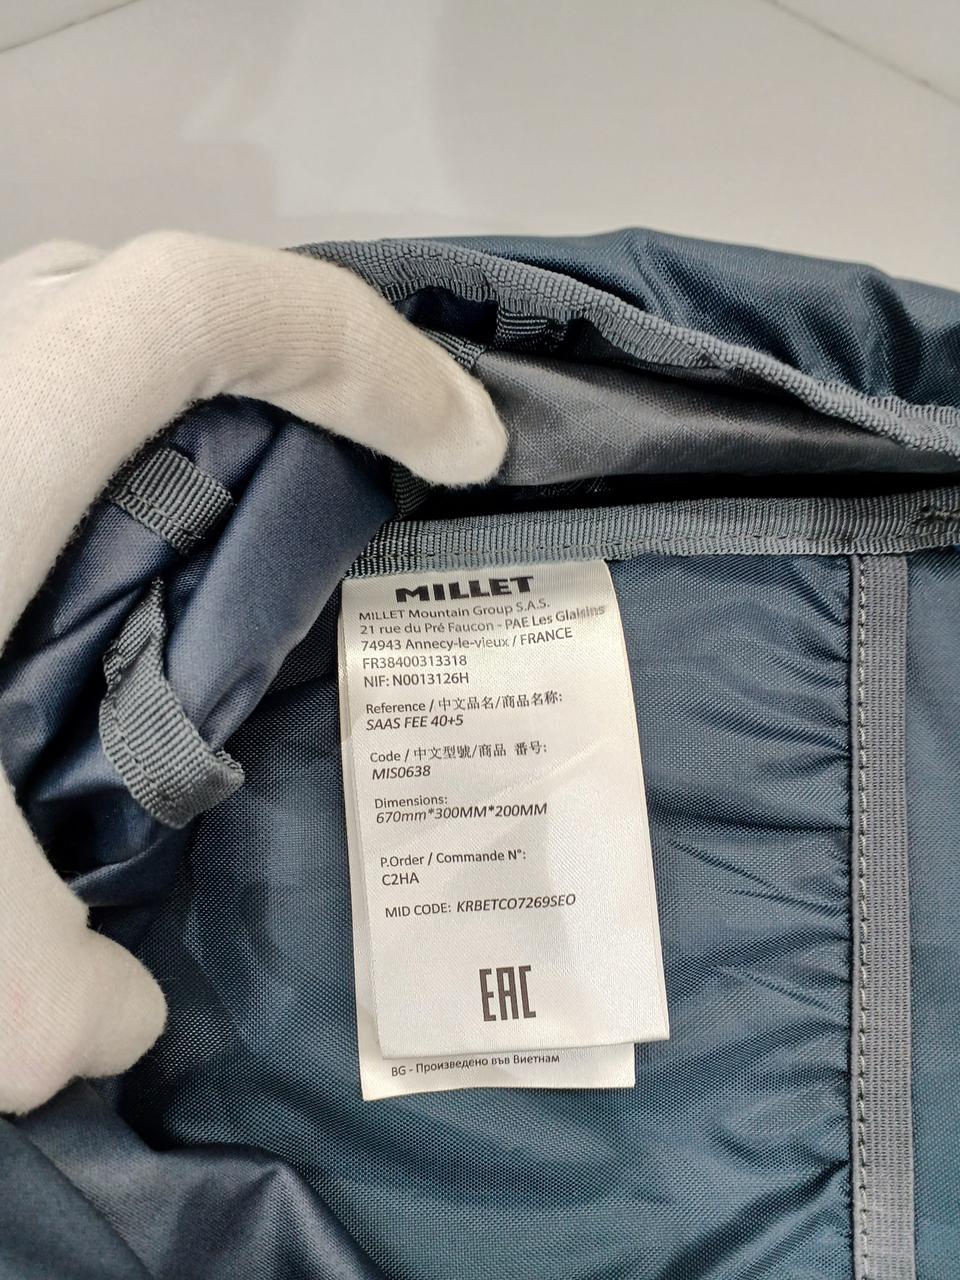 MILLET
MILLET Mountain Group S.A.S.
21 rue du Pré Faucon - PAE Les Glaisins
74943 Annecy-le-vieux / FRANCE
FR38400313318
NIF: N0013126H
Reference / 中文品名/商品名称:
SAAS FEE 40+5
Code / 中文型號/商品 番号:
MIS0638
Dimensions:
670mm*300MM*200MM
P.Order / Commande N°:
C2HA
MID CODE: KRBETCO7269SEO
EAC
BG - Произведено във Виетнам